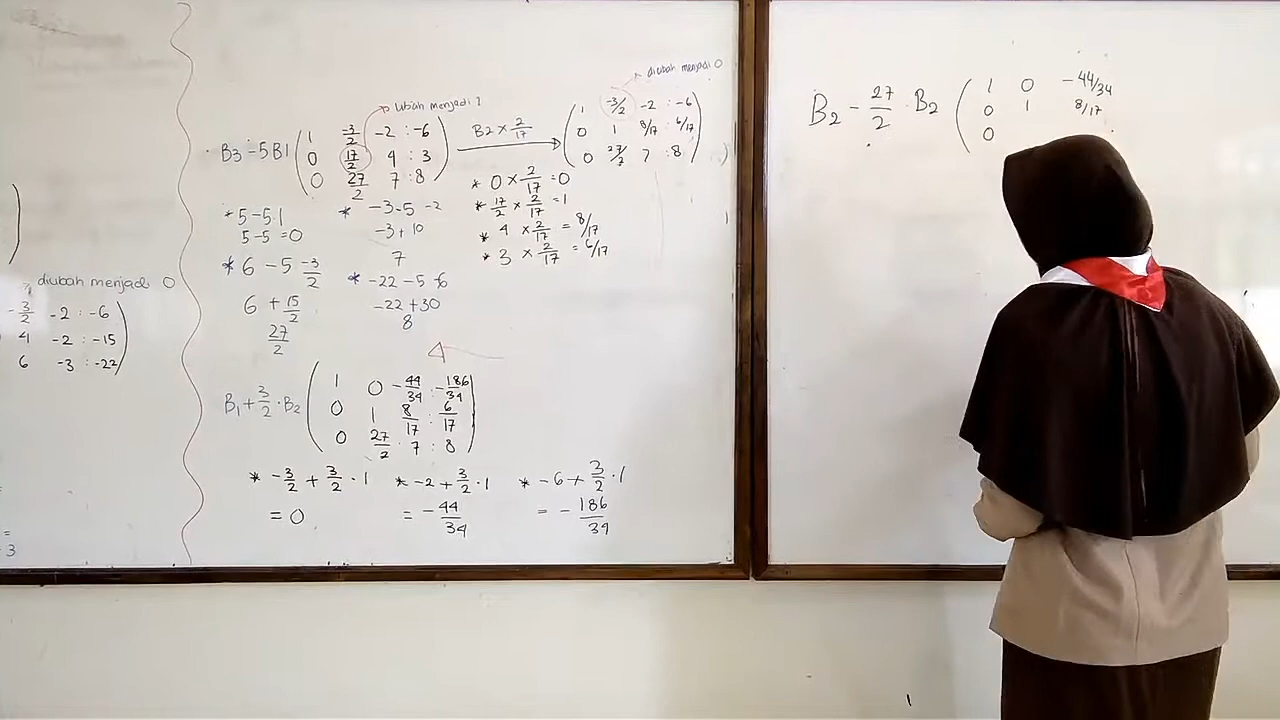 diubah menjadi 0
-3/2 -2 : -6
4 -2 : -15
6 -3 : -22
=
- 3
Ubah menjadi 1
diubah menjadi 0
B3 - 5B1 ( 1 -3/2 -2 : -6
0 17/2 4 : 3
0 27/2 7 : 8 )
B2 × 2/17
( 1 -3/2 -2 : -6
0 1 8/17 : 6/17
0 27/2 7 : 8 )
* 5 - 5.1
5 - 5 = 0
* 6 - 5 . -3/2
6 + 15/2
27/2
* -3 - 5 . -2
-3 + 10
7
* -22 - 5 . -6
-22 + 30
8
* 0 × 2/17 = 0
* 17/2 × 2/17 = 1
* 4 × 2/17 = 8/17
* 3 × 2/17 = 6/17
B1 + 3/2 . B2 ( 1 0 -44/34 : -186/34
0 1 8/17 : 6/17
0 27/2 . 7 : 8 )
* -3/2 + 3/2 . 1
= 0
* -2 + 3/2 . 1
= -44/34
* -6 + 3/2 . 1
= -186/34
B2 - 27/2 . B2 ( 1 0 -44/34
0 1 8/17
0